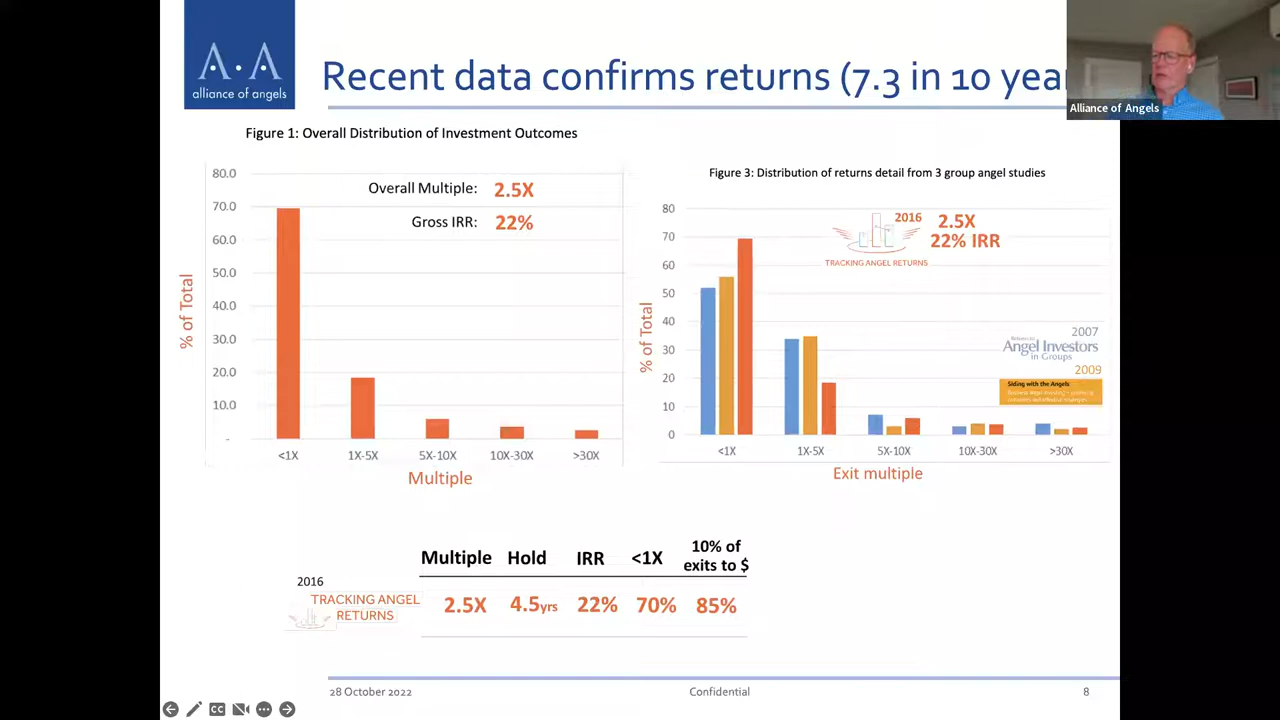 A.A
alliance of angels
Recent data confirms returns (7.3 in 10 yea
Alliance of Angels
Figure 1: Overall Distribution of Investment Outcomes
80.0
70.0
60.0
50.0
40.0
30.0
20.0
10.0
-
% of Total
Overall Multiple: 2.5X
Gross IRR: 22%
<1X 1X-5X 5X-10X 10X-30X >30X
Multiple
Figure 3: Distribution of returns detail from 3 group angel studies
80
70
60
50
40
30
20
10
0
% of Total
2016 2.5X
22% IRR
TRACKING ANGEL RETURNS
2007
Angel Investors
in Groups
2009
Siding with the Angels
<1X 1X-5X 5X-10X 10X-30X >30X
Exit multiple
Multiple Hold IRR <1X 10% of
exits to $
2016
TRACKING ANGEL
RETURNS
2.5X 4.5yrs 22% 70% 85%
28 October 2022 Confidential 8
CC